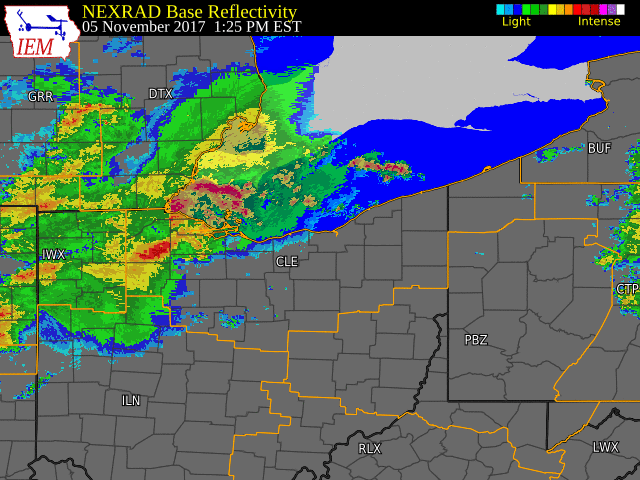 NEXRAD Base Reflectivity
05 November 2017 1:25 PM EST
IEM
Light Intense
GRR
DTX
BUF
IWX
CLE
CTP
PBZ
ILN
RLX
LWX